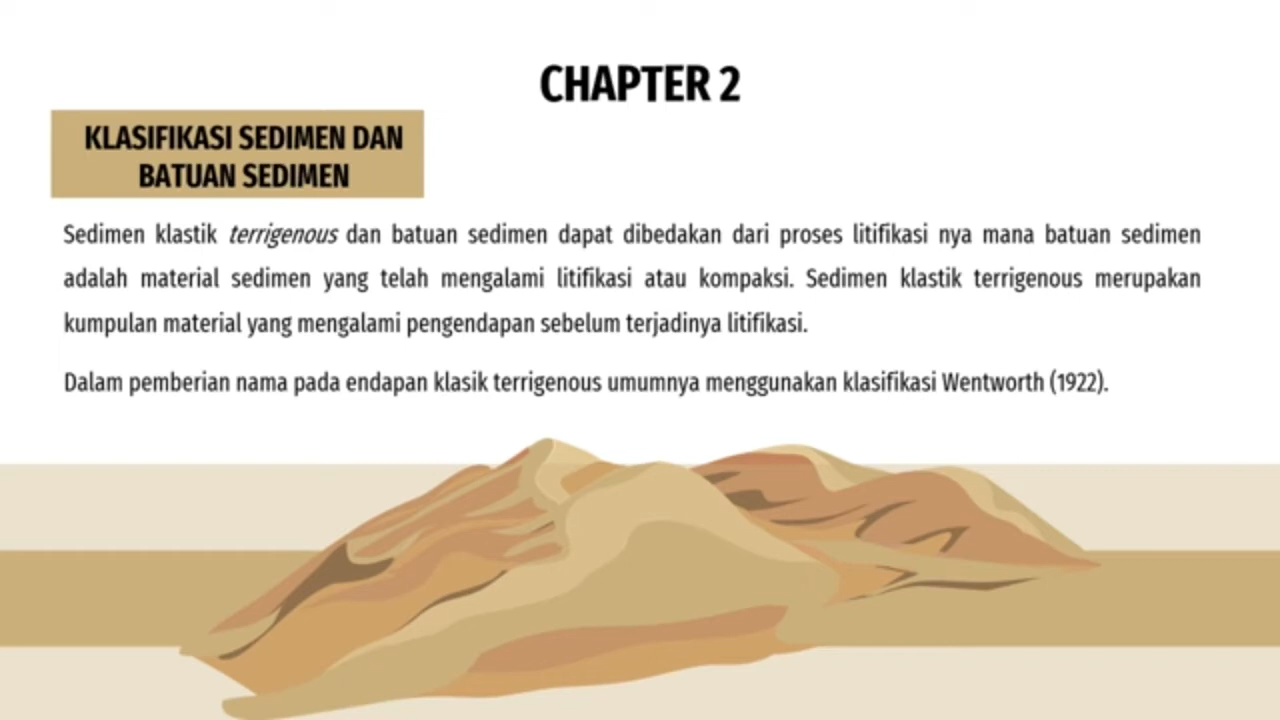 CHAPTER 2
KLASIFIKASI SEDIMEN DAN
BATUAN SEDIMEN
Sedimen klastik terrigenous dan batuan sedimen dapat dibedakan dari proses litifikasi nya mana batuan sedimen
adalah material sedimen yang telah mengalami litifikasi atau kompaksi. Sedimen klastik terrigenous merupakan
kumpulan material yang mengalami pengendapan sebelum terjadinya litifikasi.
Dalam pemberian nama pada endapan klasik terrigenous umumnya menggunakan klasifikasi Wentworth (1922).